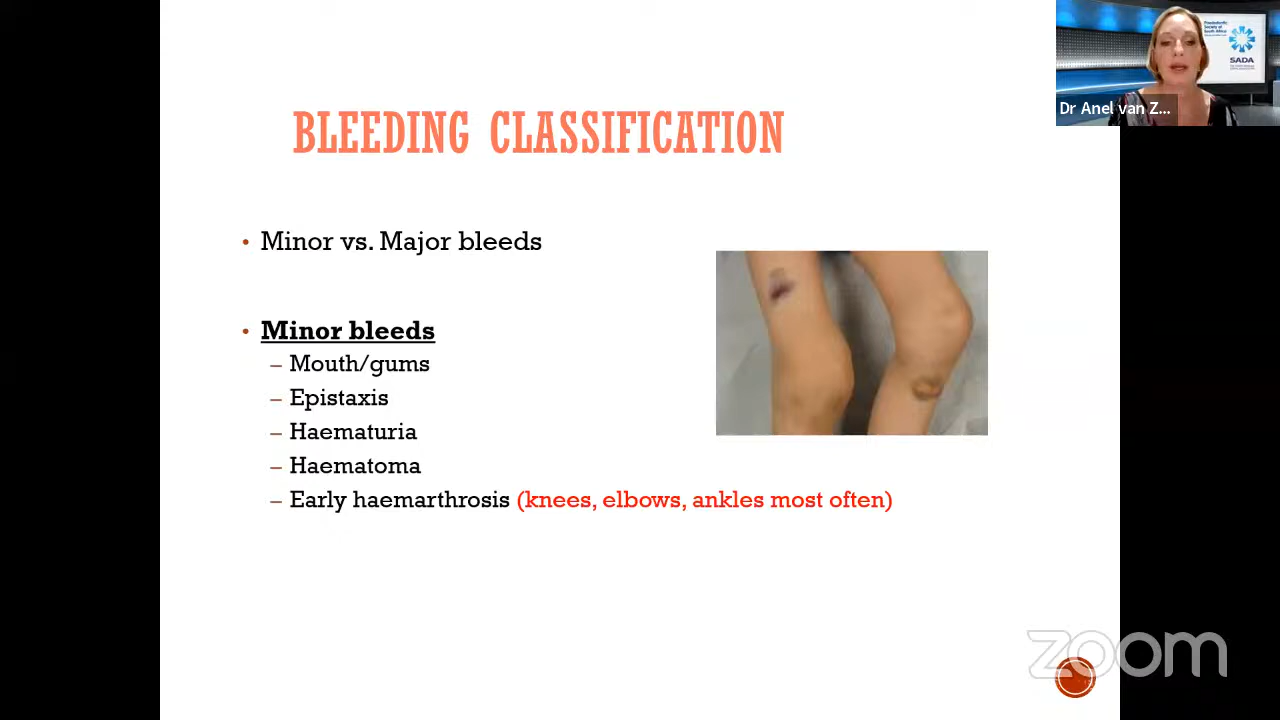 Dr Anel van Z...
SADA
BLEEDING CLASSIFICATION
• Minor vs. Major bleeds
• Minor bleeds
– Mouth/gums
– Epistaxis
– Haematuria
– Haematoma
– Early haemarthrosis (knees, elbows, ankles most often)
zoom